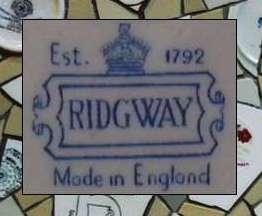 Est. 1792
RIDGWAY
Made in England